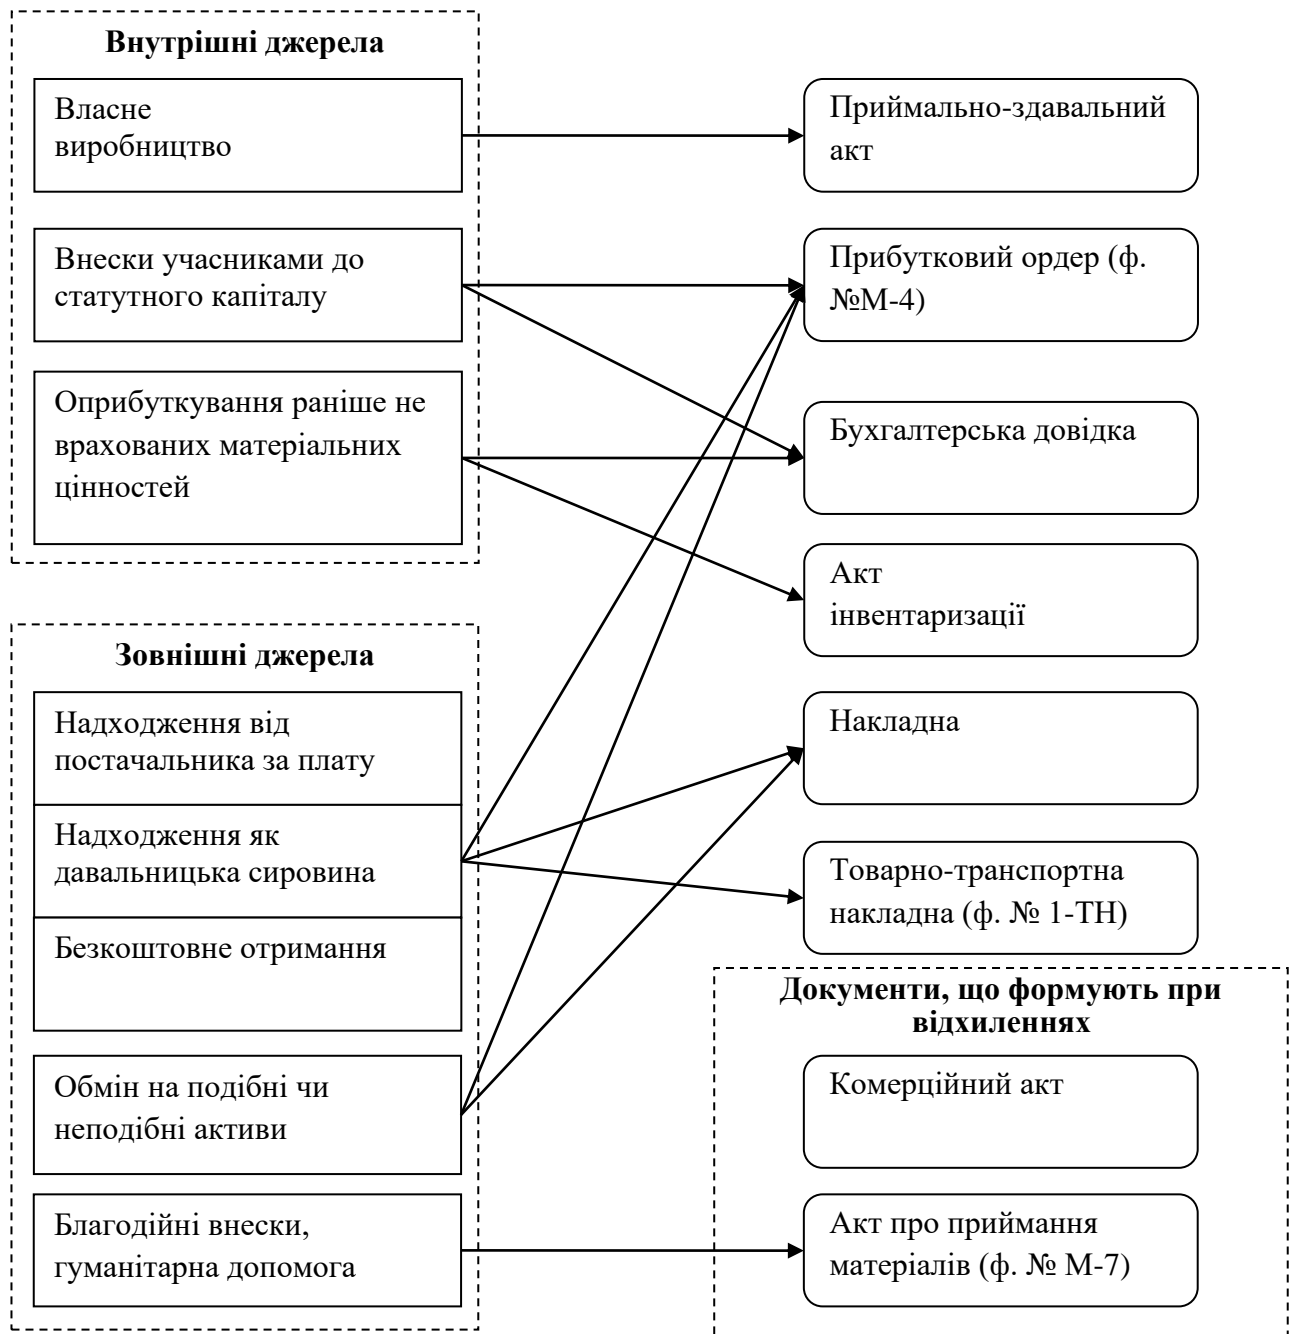 Внутрішні джерела
Власне
виробництво
Внески учасниками до
статутного капіталу
Оприбуткування раніше не
врахованих матеріальних
цінностей
Зовнішні джерела
Надходження від
постачальника за плату
Надходження як
давальницька сировина
Безкоштовне отримання
Обмін на подібні чи
неподібні активи
Благодійні внески,
гуманітарна допомога
Приймально-здавальний
акт
Прибутковий ордер (ф.
№М-4)
Бухгалтерська довідка
Акт
інвентаризації
Накладна
Товарно-транспортна
накладна (ф. № 1-ТН)
Документи, що формують при
відхиленнях
Комерційний акт
Акт про приймання
матеріалів (ф. № М-7)